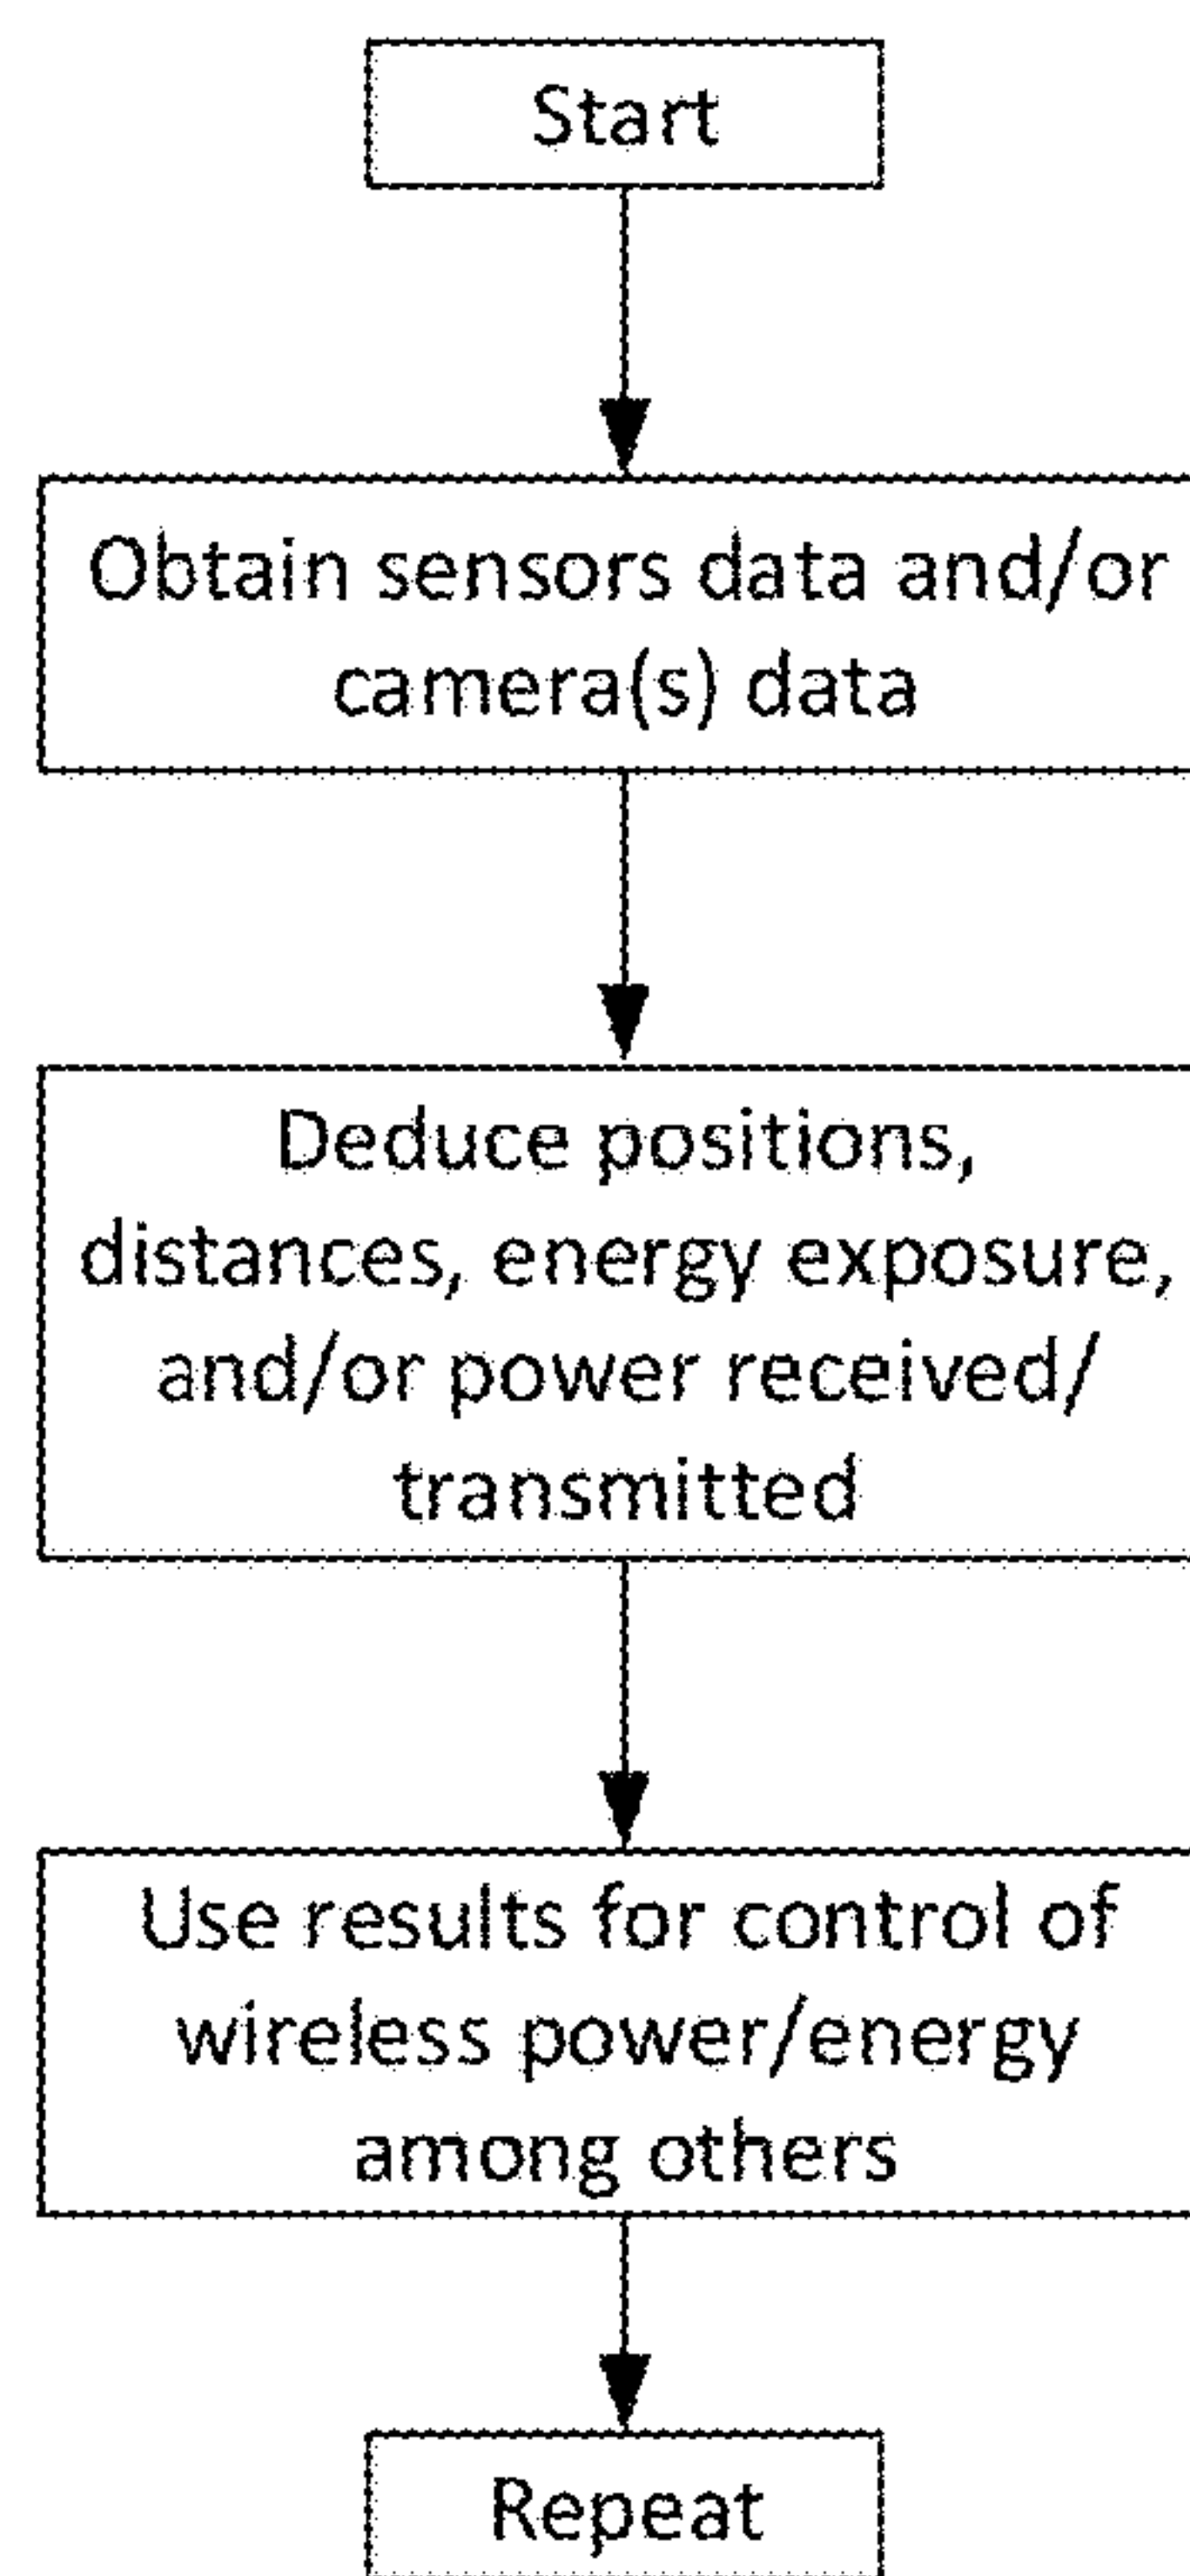 Start
Obtain sensors data and/or
camera(s) data
Deduce positions,
distances, energy exposure,
and/or power received/
transmitted
Use results for control of
wireless power/energy
among others
Repeat